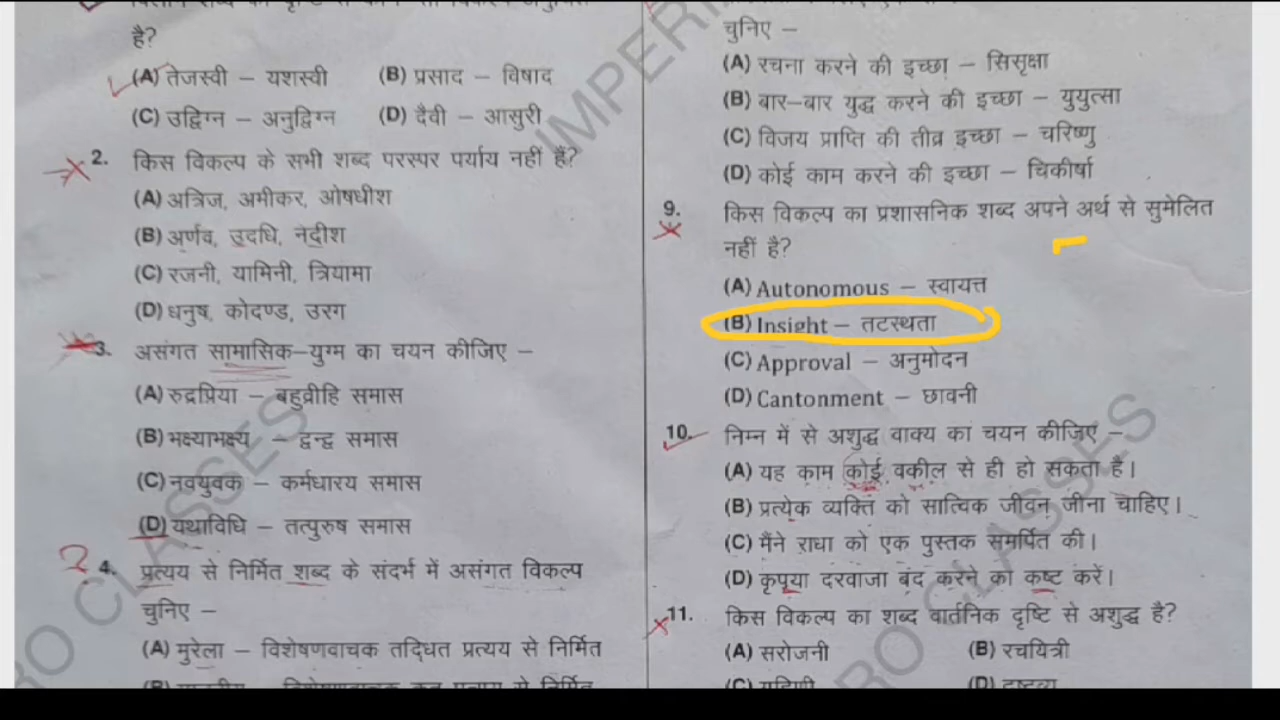 है?
(A) तेजस्वी – यशस्वी (B) प्रसाद – विषाद
(C) उद्विग्न – अनुद्विग्न (D) दैवी – आसुरी
2. किस विकल्प के सभी शब्द परस्पर पर्याय नहीं हैं?
(A) अत्रिज, अमीकर, ओषधीश
(B) अर्णव, उदधि, नदीश
(C) रजनी, यामिनी, त्रियामा
(D) धनुष, कोदण्ड, उरग
3. असंगत सामासिक–युग्म का चयन कीजिए –
(A) रुद्रप्रिया – बहुव्रीहि समास
(B) भक्ष्याभक्ष्य – द्वन्द्व समास
(C) नवयुवक – कर्मधारय समास
(D) यथाविधि – तत्पुरुष समास
4. प्रत्यय से निर्मित शब्द के संदर्भ में असंगत विकल्प
चुनिए –
(A) मुरेला – विशेषणवाचक तद्धित प्रत्यय से निर्मित
चुनिए –
(A) रचना करने की इच्छा – सिसृक्षा
(B) बार–बार युद्ध करने की इच्छा – युयुत्सा
(C) विजय प्राप्ति की तीव्र इच्छा – चरिष्णु
(D) कोई काम करने की इच्छा – चिकीर्षा
9. किस विकल्प का प्रशासनिक शब्द अपने अर्थ से सुमेलित
नहीं है?
(A) Autonomous – स्वायत्त
(B) Insight – तटस्थता
(C) Approval – अनुमोदन
(D) Cantonment – छावनी
10. निम्न में से अशुद्ध वाक्य का चयन कीजिए –
(A) यह काम कोई वकील से ही हो सकता है।
(B) प्रत्येक व्यक्ति को सात्विक जीवन जीना चाहिए।
(C) मैंने राधा को एक पुस्तक समर्पित की।
(D) कृपया दरवाजा बंद करने का कष्ट करें।
11. किस विकल्प का शब्द वार्तनिक दृष्टि से अशुद्ध है?
(A) सरोजनी (B) रचयित्री